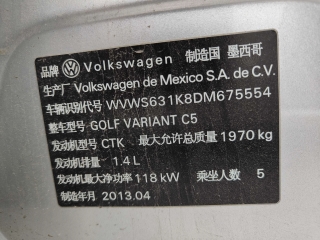 品牌 Volkswagen 制造国 墨西哥
生产厂 Volkswagen de Mexico S.A. de C.V.
车辆识别代号 WVWS631K8DM675554
整车型号 GOLF VARIANT C5
发动机型号 CTK 最大允许总质量 1970 kg
发动机排量 1.4 L
发动机最大净功率 118 kW 乘坐人数 5
制造年月 2013.04